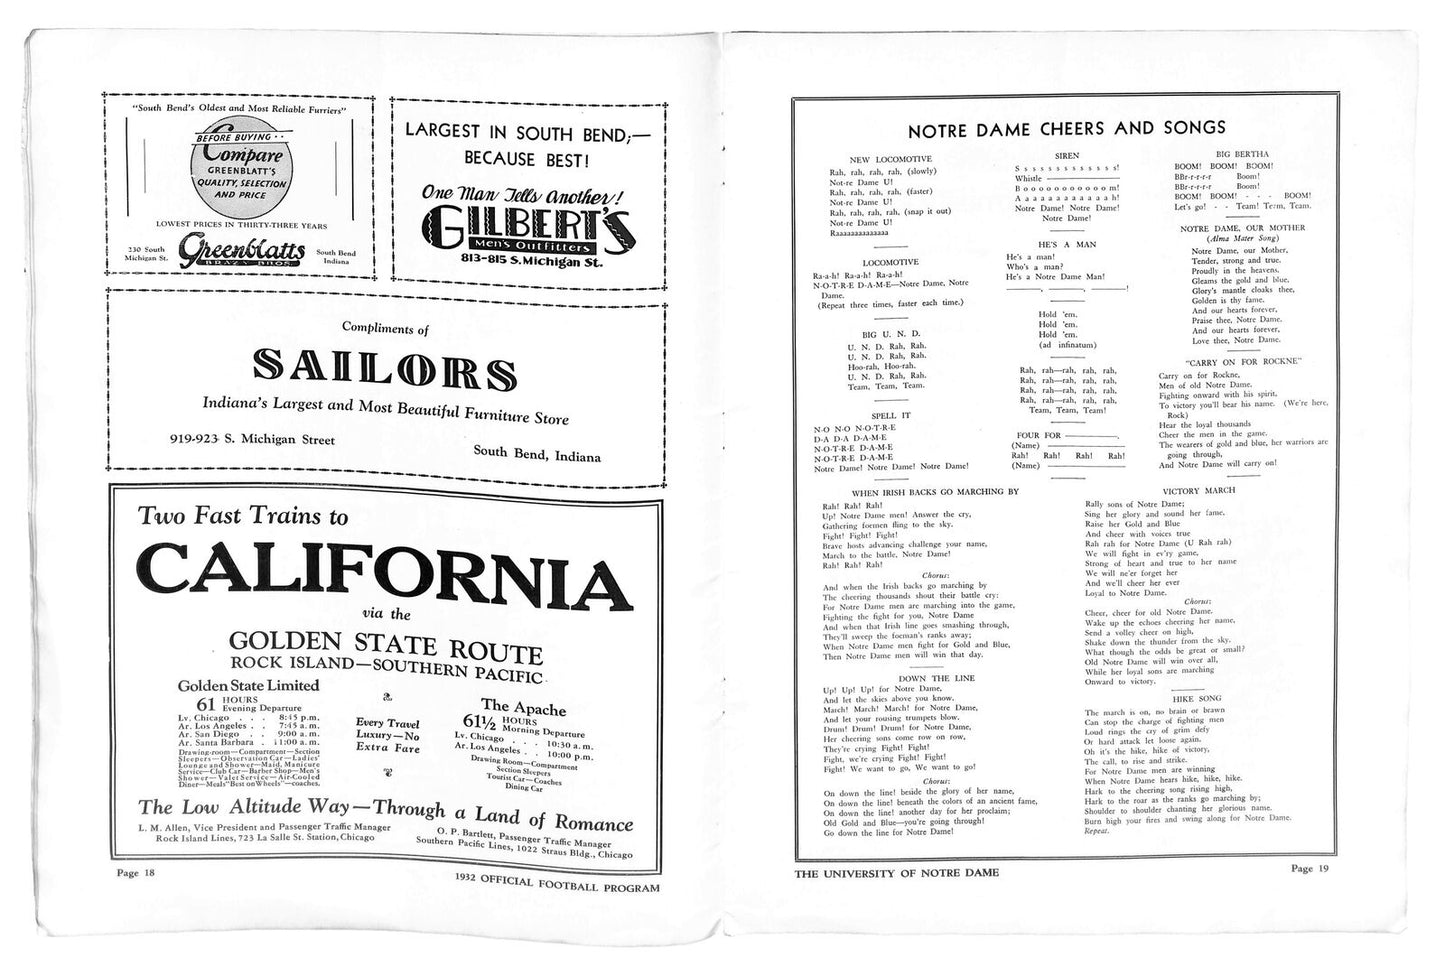 "South Bend's Oldest and Most Reliable Furriers"
BEFORE BUYING · ·
Compare
GREENBLATT'S
QUALITY, SELECTION
AND PRICE
LOWEST PRICES IN THIRTY-THREE YEARS
230 South
Michigan St.
Greenblatts
BRAZY BROS.
South Bend
Indiana
LARGEST IN SOUTH BEND;—
BECAUSE BEST!
One Man Tells Another!
GILBERT'S
Men's Outfitters
813-815 S. Michigan St.
Compliments of
SAILORS
Indiana's Largest and Most Beautiful Furniture Store
919-923 S. Michigan Street
South Bend, Indiana
Two Fast Trains to
CALIFORNIA
via the
GOLDEN STATE ROUTE
ROCK ISLAND—SOUTHERN PACIFIC
Golden State Limited
61 HOURS
Evening Departure
Lv. Chicago . . . 8:45 p.m.
Ar. Los Angeles . . 7:45 a.m.
Ar. San Diego . . 9:00 a.m.
Ar. Santa Barbara . 11:00 a.m.
Drawing-room—Compartment—Section
Sleepers—Observation Car—Ladies'
Lounge and Shower—Maid, Manicure
Service—Club Car—Barber Shop—Men's
Shower—Valet Service—Air-Cooled
Diner—Meals "Best on Wheels"—coaches.
Every Travel
Luxury—No
Extra Fare
The Apache
61½ HOURS
Morning Departure
Lv. Chicago . . . 10:30 a.m.
Ar. Los Angeles . . 10:00 p.m.
Drawing Room—Compartment
Section Sleepers
Tourist Car—Coaches
Dining Car
The Low Altitude Way—Through a Land of Romance
L. M. Allen, Vice President and Passenger Traffic Manager
Rock Island Lines, 723 La Salle St. Station, Chicago
O. P. Bartlett, Passenger Traffic Manager
Southern Pacific Lines, 1022 Straus Bldg., Chicago
Page 18
1932 OFFICIAL FOOTBALL PROGRAM
NOTRE DAME CHEERS AND SONGS
NEW LOCOMOTIVE
Rah, rah, rah, rah, (slowly)
Not-re Dame U!
Rah, rah, rah, rah, (faster)
Not-re Dame U!
Rah, rah, rah, rah, (snap it out)
Not-re Dame U!
Raaaaaaaaaaaaaa
LOCOMOTIVE
Ra-a-h! Ra-a-h! Ra-a-h!
N-O-T-R-E D-A-M-E—Notre Dame, Notre
Dame.
(Repeat three times, faster each time.)
BIG U. N. D.
U. N. D. Rah, Rah.
U. N. D. Rah, Rah.
Hoo-rah, Hoo-rah.
U. N. D. Rah, Rah.
Team, Team, Team.
SPELL IT
N-O N-O N-O-T-R-E
D-A D-A D-A-M-E
N-O-T-R-E D-A-M-E
N-O-T-R-E D-A-M-E
Notre Dame! Notre Dame! Notre Dame!
SIREN
S s s s s s s s s s s s s!
Whistle
B o o o o o o o o o o o m!
A a a a a a a a a a a a h!
Notre Dame! Notre Dame!
Notre Dame!
HE'S A MAN
He's a man!
Who's a man?
He's a Notre Dame Man!
————, ————, ————!
Hold 'em.
Hold 'em.
Hold 'em.
(ad infinatum)
Rah, rah—rah, rah, rah,
Rah, rah—rah, rah, rah,
Rah, rah—rah, rah, rah,
Rah, rah—rah, rah, rah,
Team, Team, Team!
FOUR FOR ————.
(Name) ————
Rah! Rah! Rah! Rah!
(Name) ————
BIG BERTHA
BOOM! BOOM! BOOM!
BBr-r-r-r-r Boom!
BBr-r-r-r-r Boom!
BOOM! BOOM! - - - BOOM!
Let's go! - - Team! Team, Team.
NOTRE DAME, OUR MOTHER
(Alma Mater Song)
Notre Dame, our Mother,
Tender, strong and true.
Proudly in the heavens,
Gleams the gold and blue,
Glory's mantle cloaks thee,
Golden is thy fame.
And our hearts forever,
Praise thee, Notre Dame.
And our hearts forever,
Love thee, Notre Dame.
"CARRY ON FOR ROCKNE"
Carry on for Rockne,
Men of old Notre Dame.
Fighting onward with his spirit,
To victory you'll bear his name. (We're here,
Rock)
Hear the loyal thousands
Cheer the men in the game.
The wearers of gold and blue, her warriors are
going through,
And Notre Dame will carry on!
WHEN IRISH BACKS GO MARCHING BY
Rah! Rah! Rah!
Up! Notre Dame men! Answer the cry,
Gathering foemen fling to the sky.
Fight! Fight! Fight!
Brave hosts advancing challenge your name,
March to the battle, Notre Dame!
Rah! Rah! Rah!
Chorus:
And when the Irish backs go marching by
The cheering thousands shout their battle cry:
For Notre Dame men are marching into the game,
Fighting the fight for you, Notre Dame
And when that Irish line goes smashing through,
They'll sweep the foeman's ranks away;
When Notre Dame men fight for Gold and Blue,
Then Notre Dame men will win that day.
DOWN THE LINE
Up! Up! Up! for Notre Dame,
And let the skies above you know,
March! March! March! for Notre Dame,
And let your rousing trumpets blow.
Drum! Drum! Drum! for Notre Dame,
Her cheering sons come row on row,
They're crying Fight! Fight!
Fight, we're crying Fight! Fight!
Fight! We want to go, We want to go!
Chorus:
On down the line! beside the glory of her name,
On down the line! beneath the colors of an ancient fame,
On down the line! another day for her proclaim;
Old Gold and Blue—you're going through!
Go down the line for Notre Dame!
VICTORY MARCH
Rally sons of Notre Dame;
Sing her glory and sound her fame,
Raise her Gold and Blue
And cheer with voices true
Rah rah for Notre Dame (U Rah rah)
We will fight in ev'ry game,
Strong of heart and true to her name
We will ne'er forget her
And we'll cheer her ever
Loyal to Notre Dame.
Chorus:
Cheer, cheer for old Notre Dame.
Wake up the echoes cheering her name,
Send a volley cheer on high,
Shake down the thunder from the sky.
What though the odds be great or small?
Old Notre Dame will win over all,
While her loyal sons are marching
Onward to victory.
HIKE SONG
The march is on, no brain or brawn
Can stop the charge of fighting men
Loud rings the cry of grim defy
Or hard attack let loose again.
Oh it's the hike, hike of victory,
The call, to rise and strike.
For Notre Dame men are winning
When Notre Dame hears hike, hike, hike.
Hark to the cheering song rising high,
Hark to the roar as the ranks go marching by;
Shoulder to shoulder chanting her glorious name.
Burn high your fires and swing along for Notre Dame.
Repeat.
THE UNIVERSITY OF NOTRE DAME
Page 19